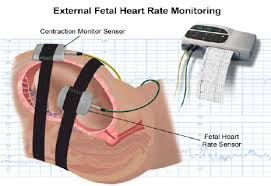 External Fetal Heart Rate Monitoring
Contraction Monitor Sensor
Fetal Heart
Rate Sensor